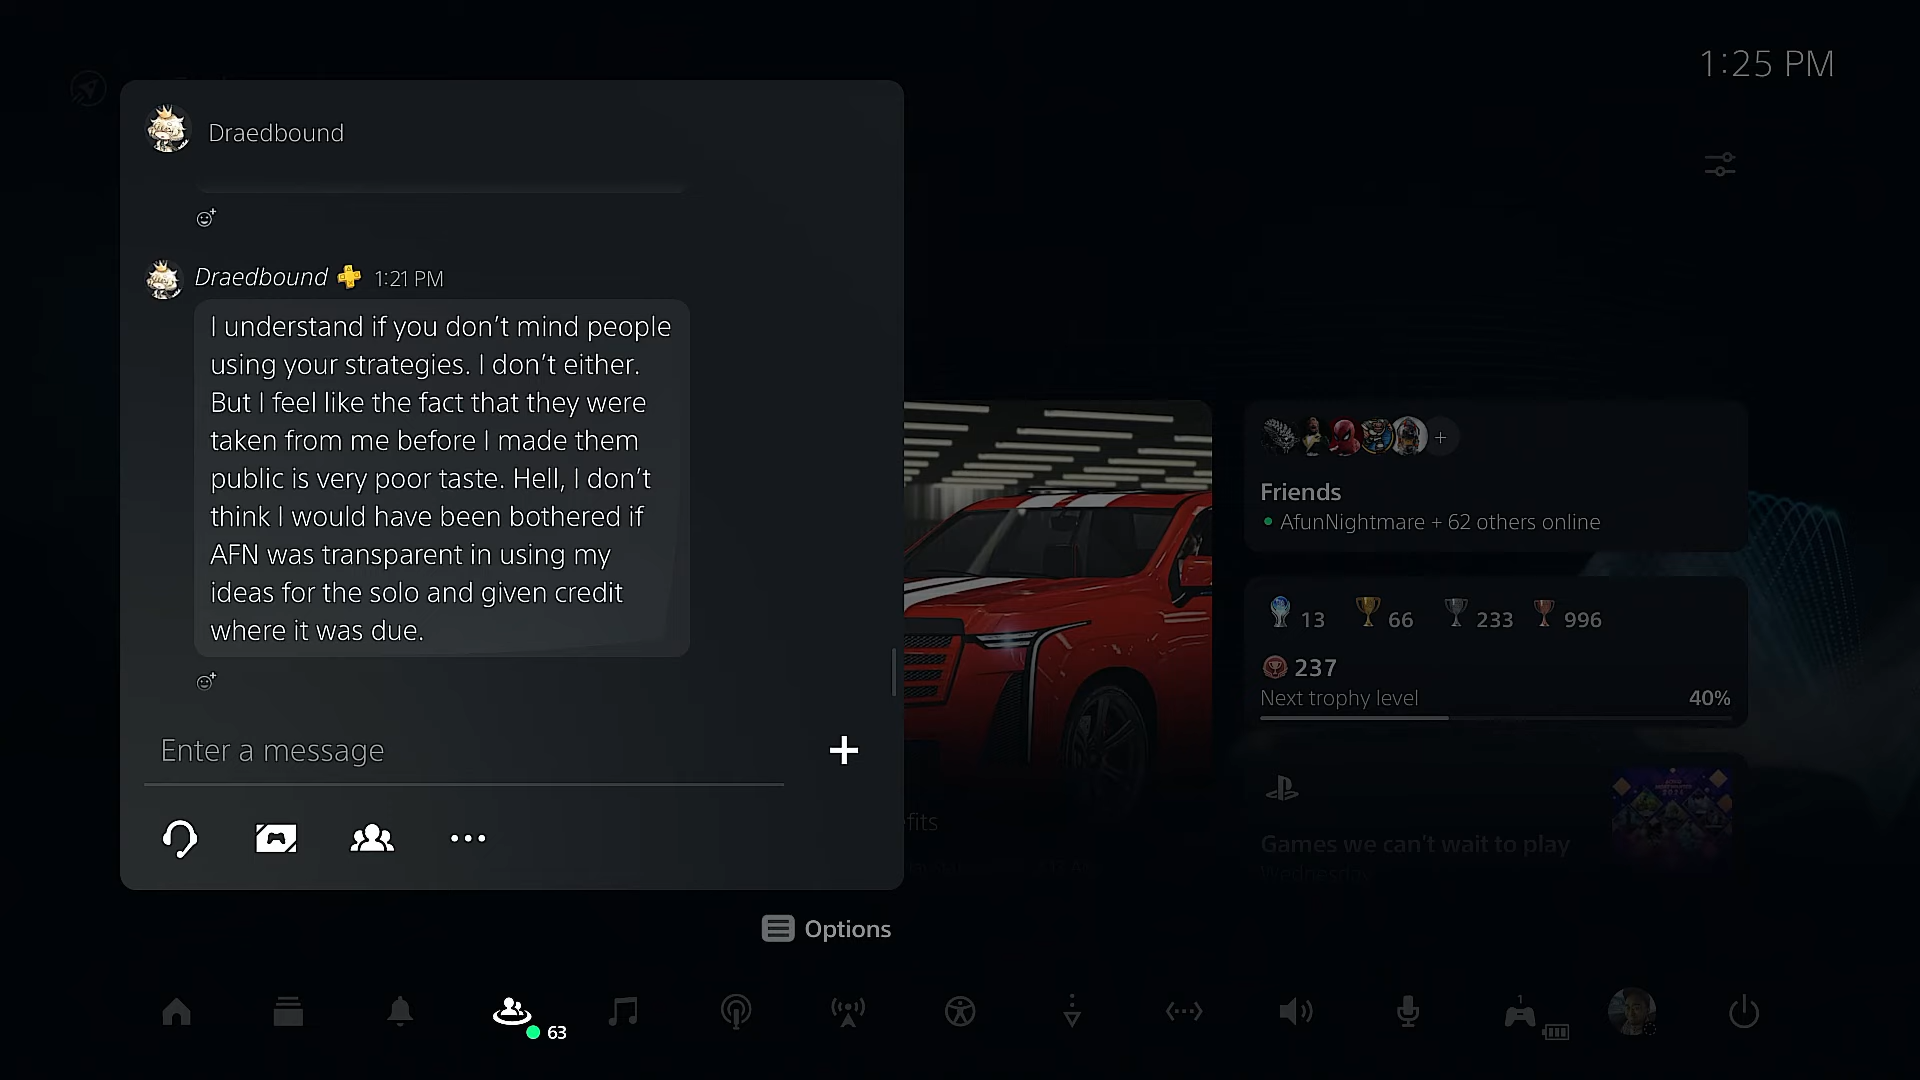 1:25 PM
Draedbound
Draedbound 1:21 PM
I understand if you don’t mind people
using your strategies. I don’t either.
But I feel like the fact that they were
taken from me before I made them
public is very poor taste. Hell, I don’t
think I would have been bothered if
AFN was transparent in using my
ideas for the solo and given credit
where it was due.
Enter a message
Options
Friends
AfunNightmare + 62 others online
13 66 233 996
237
Next trophy level 40%
Games we can’t wait to play
Wednesday
63
1